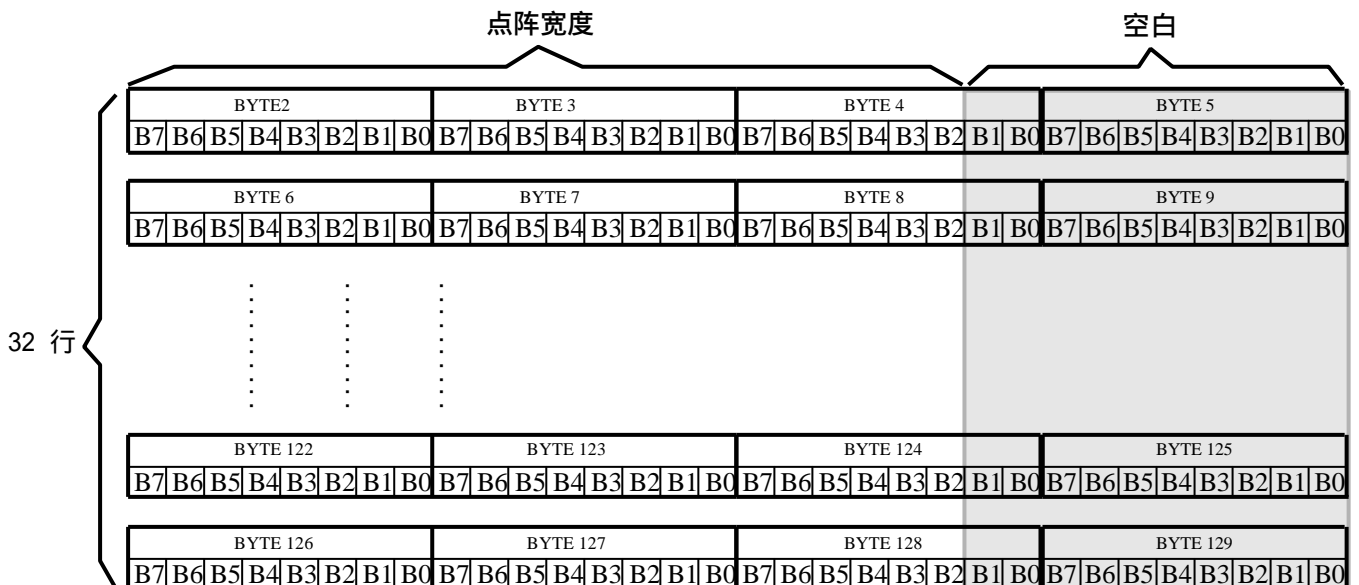 点阵宽度 空白
BYTE2 BYTE 3 BYTE 4 BYTE 5
B7 B6 B5 B4 B3 B2 B1 B0 B7 B6 B5 B4 B3 B2 B1 B0 B7 B6 B5 B4 B3 B2 B1 B0 B7 B6 B5 B4 B3 B2 B1 B0
BYTE 6 BYTE 7 BYTE 8 BYTE 9
B7 B6 B5 B4 B3 B2 B1 B0 B7 B6 B5 B4 B3 B2 B1 B0 B7 B6 B5 B4 B3 B2 B1 B0 B7 B6 B5 B4 B3 B2 B1 B0
32 行
BYTE 122 BYTE 123 BYTE 124 BYTE 125
B7 B6 B5 B4 B3 B2 B1 B0 B7 B6 B5 B4 B3 B2 B1 B0 B7 B6 B5 B4 B3 B2 B1 B0 B7 B6 B5 B4 B3 B2 B1 B0
BYTE 126 BYTE 127 BYTE 128 BYTE 129
B7 B6 B5 B4 B3 B2 B1 B0 B7 B6 B5 B4 B3 B2 B1 B0 B7 B6 B5 B4 B3 B2 B1 B0 B7 B6 B5 B4 B3 B2 B1 B0